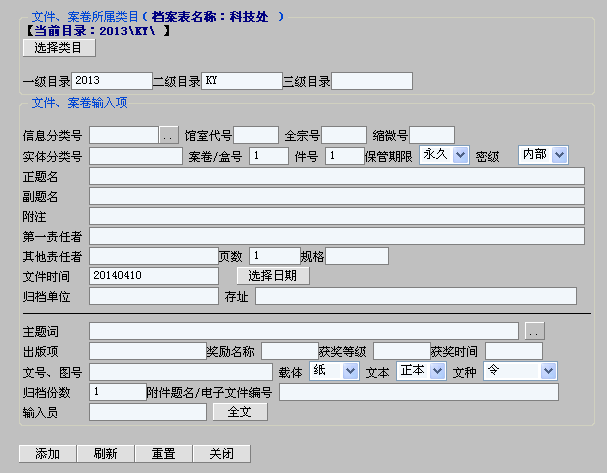 文件、案卷所属类目(档案表名称：科技处 )
【当前目录：2013\KY\ 】
选择类目
一级目录 2013 二级目录 KY 三级目录
文件、案卷输入项
信息分类号 .. 馆室代号 全宗号 缩微号
实体分类号 案卷/盒号 1 件号 1 保管期限 永久 密级 内部
正题名
副题名
附注
第一责任者
其他责任者 页数 1 规格
文件时间 20140410 选择日期
归档单位 存址
主题词 ..
出版项 奖励名称 获奖等级 获奖时间
文号、图号 载体 纸 文本 正本 文种 令
归档份数 1 附件题名/电子文件编号
输入员 全文
添加 刷新 重置 关闭